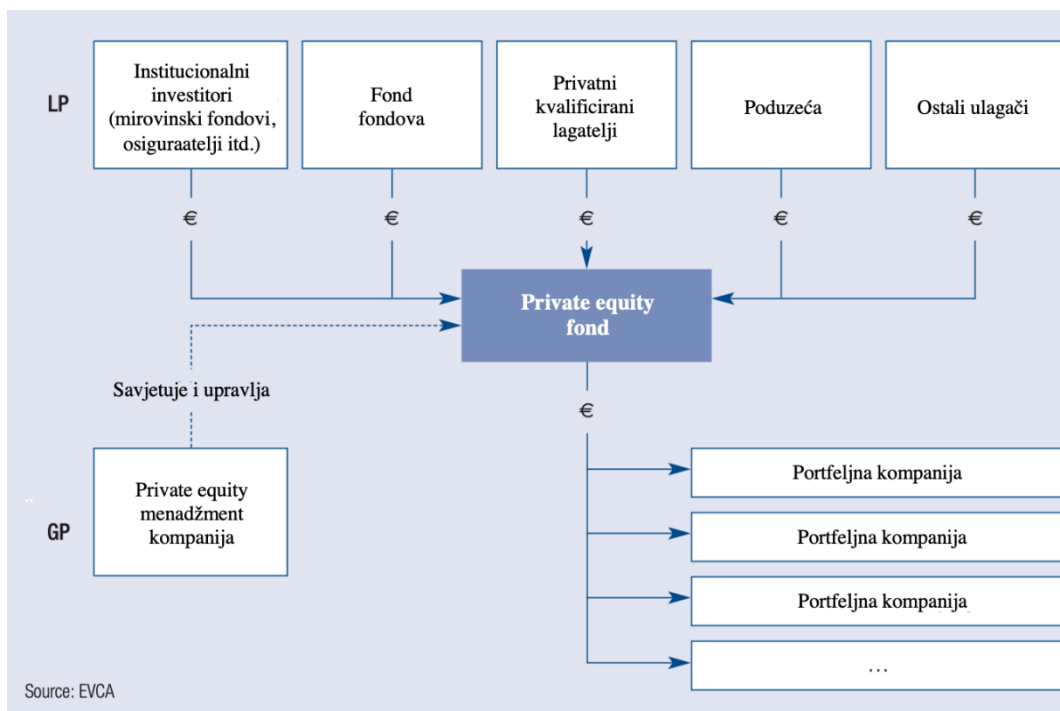 LP
Institucionalni
investitori
(mirovinski fondovi,
osiguraatelji itd.)
Fond
fondova
Privatni
kvalificirani
lagatelji
Poduzeća
Ostali ulagači
€
€
€
€
€
Private equity
fond
Savjetuje i upravlja
€
GP
Private equity
menadžment
kompanija
Portfeljna kompanija
Portfeljna kompanija
Portfeljna kompanija
...
Source: EVCA